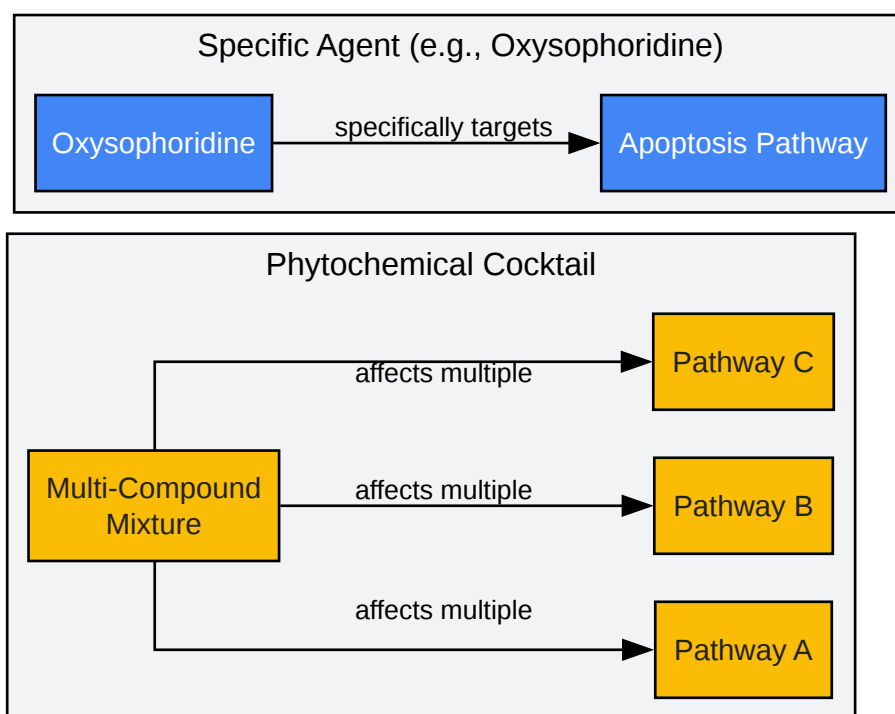 Specific Agent (e.g., Oxysophoridine)
Oxysophoridine
specifically targets
Apoptosis Pathway
Phytochemical Cocktail
affects multiple
Pathway C
Multi-Compound
Mixture
affects multiple
Pathway B
affects multiple
Pathway A